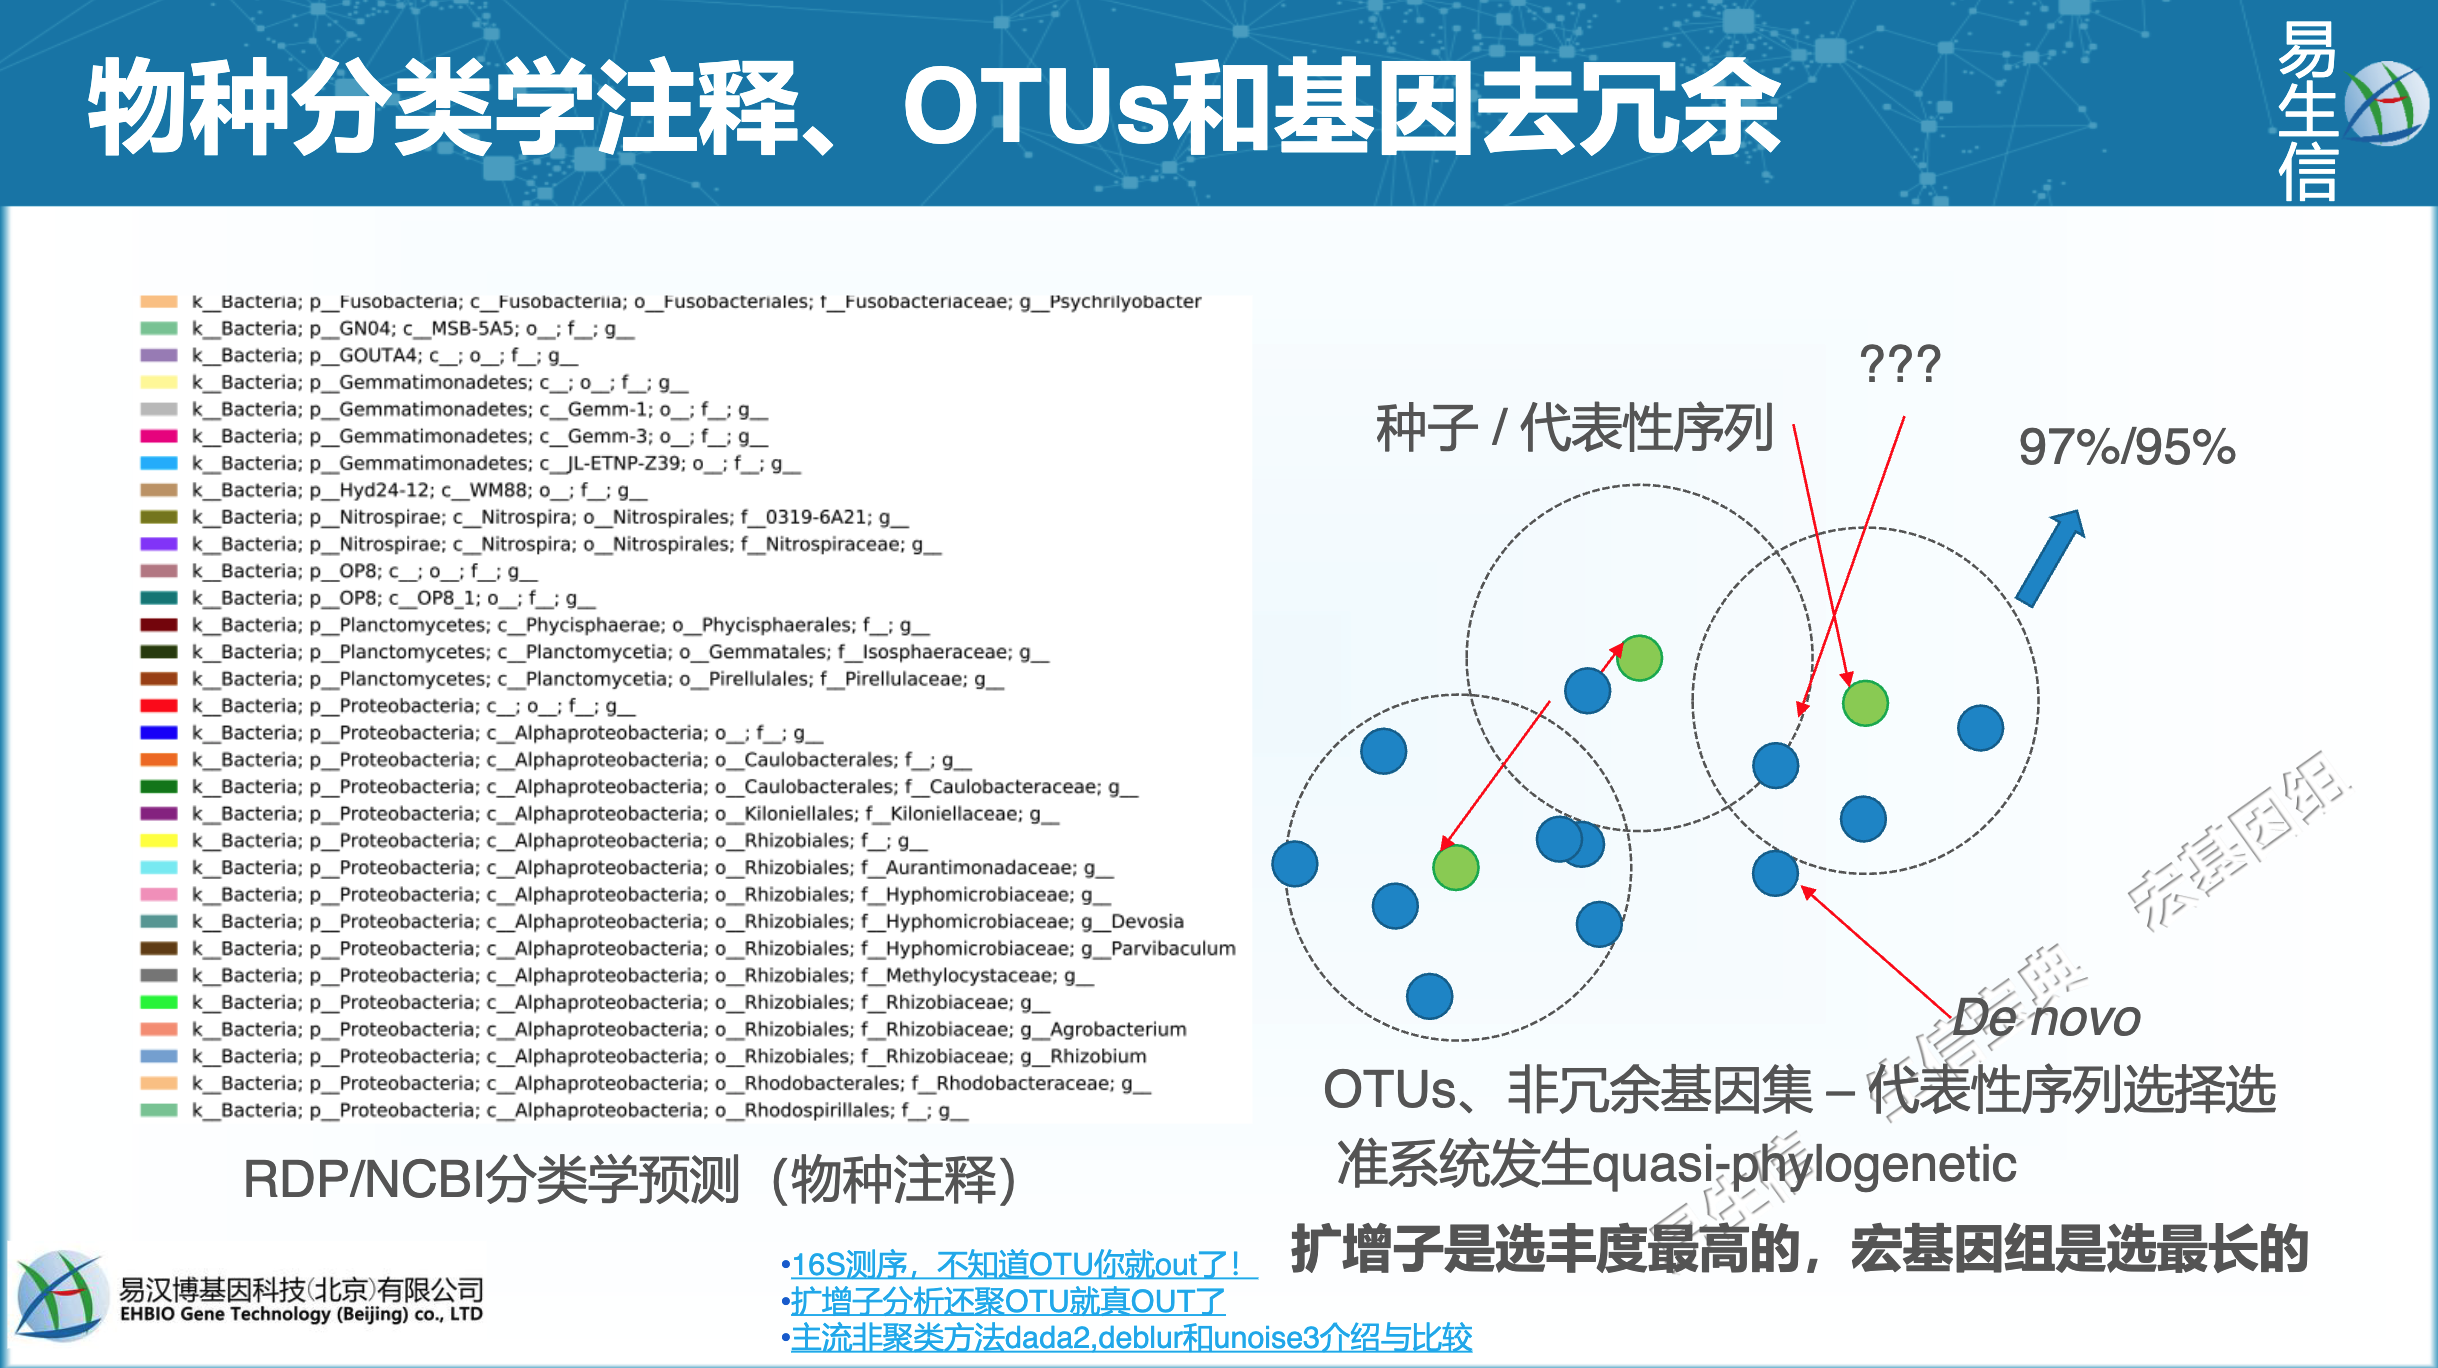 物种分类学注释、OTUs和基因去冗余
易生信
k__Bacteria; p__Fusobacteria; c__Fusobacteriia; o__Fusobacteriales; f__Fusobacteriaceae; g__Psychrilyobacter
k__Bacteria; p__GN04; c__MSB-5A5; o__; f__; g__
k__Bacteria; p__GOUTA4; c__; o__; f__; g__
k__Bacteria; p__Gemmatimonadetes; c__; o__; f__; g__
k__Bacteria; p__Gemmatimonadetes; c__Gemm-1; o__; f__; g__
k__Bacteria; p__Gemmatimonadetes; c__Gemm-3; o__; f__; g__
k__Bacteria; p__Gemmatimonadetes; c__JL-ETNP-Z39; o__; f__; g__
k__Bacteria; p__Hyd24-12; c__WM88; o__; f__; g__
k__Bacteria; p__Nitrospirae; c__Nitrospira; o__Nitrospirales; f__0319-6A21; g__
k__Bacteria; p__Nitrospirae; c__Nitrospira; o__Nitrospirales; f__Nitrospiraceae; g__
k__Bacteria; p__OP8; c__; o__; f__; g__
k__Bacteria; p__OP8; c__OP8_1; o__; f__; g__
k__Bacteria; p__Planctomycetes; c__Phycisphaerae; o__Phycisphaerales; f__; g__
k__Bacteria; p__Planctomycetes; c__Planctomycetia; o__Gemmatales; f__Isosphaeraceae; g__
k__Bacteria; p__Planctomycetes; c__Planctomycetia; o__Pirellulales; f__Pirellulaceae; g__
k__Bacteria; p__Proteobacteria; c__; o__; f__; g__
k__Bacteria; p__Proteobacteria; c__Alphaproteobacteria; o__; f__; g__
k__Bacteria; p__Proteobacteria; c__Alphaproteobacteria; o__Caulobacterales; f__; g__
k__Bacteria; p__Proteobacteria; c__Alphaproteobacteria; o__Caulobacterales; f__Caulobacteraceae; g__
k__Bacteria; p__Proteobacteria; c__Alphaproteobacteria; o__Kiloniellales; f__Kiloniellaceae; g__
k__Bacteria; p__Proteobacteria; c__Alphaproteobacteria; o__Rhizobiales; f__; g__
k__Bacteria; p__Proteobacteria; c__Alphaproteobacteria; o__Rhizobiales; f__Aurantimonadaceae; g__
k__Bacteria; p__Proteobacteria; c__Alphaproteobacteria; o__Rhizobiales; f__Hyphomicrobiaceae; g__
k__Bacteria; p__Proteobacteria; c__Alphaproteobacteria; o__Rhizobiales; f__Hyphomicrobiaceae; g__Devosia
k__Bacteria; p__Proteobacteria; c__Alphaproteobacteria; o__Rhizobiales; f__Hyphomicrobiaceae; g__Parvibaculum
k__Bacteria; p__Proteobacteria; c__Alphaproteobacteria; o__Rhizobiales; f__Methylocystaceae; g__
k__Bacteria; p__Proteobacteria; c__Alphaproteobacteria; o__Rhizobiales; f__Rhizobiaceae; g__
k__Bacteria; p__Proteobacteria; c__Alphaproteobacteria; o__Rhizobiales; f__Rhizobiaceae; g__Agrobacterium
k__Bacteria; p__Proteobacteria; c__Alphaproteobacteria; o__Rhizobiales; f__Rhizobiaceae; g__Rhizobium
k__Bacteria; p__Proteobacteria; c__Alphaproteobacteria; o__Rhodobacterales; f__Rhodobacteraceae; g__
k__Bacteria; p__Proteobacteria; c__Alphaproteobacteria; o__Rhodospirillales; f__; g__
RDP/NCBI分类学预测（物种注释）
???
种子 / 代表性序列
97%/95%
De novo
OTUs、非冗余基因集 – 代表性序列选择选
准系统发生quasi-phylogenetic
扩增子是选丰度最高的，宏基因组是选最长的
易生信 生信宝典 宏基因组
•16S测序，不知道OTU你就out了！
•扩增子分析还聚OTU就真OUT了
•主流非聚类方法dada2,deblur和unoise3介绍与比较
易汉博基因科技(北京)有限公司
EHBIO Gene Technology (Beijing) co., LTD